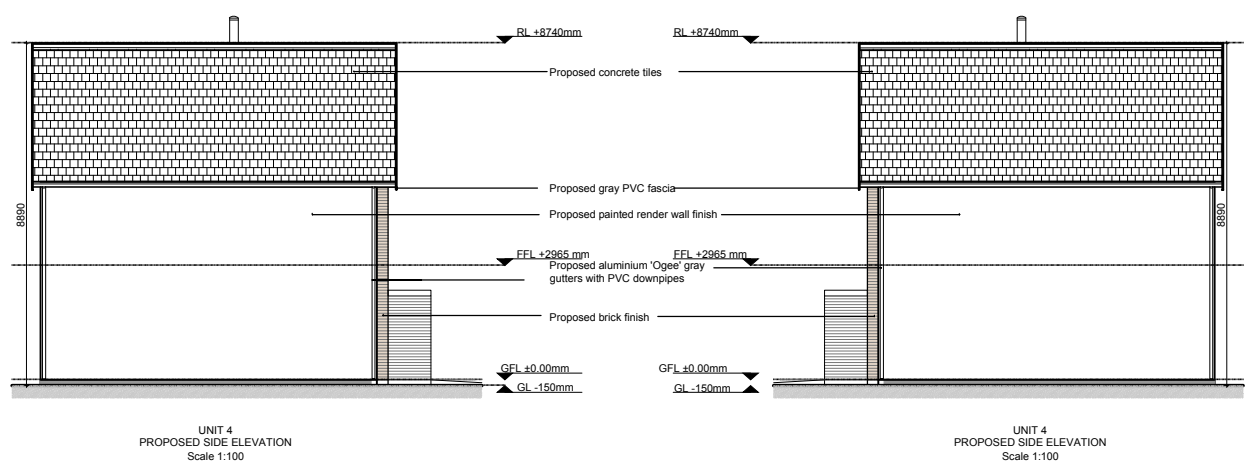 RL +8740mm
RL +8740mm
Proposed concrete tiles
Proposed gray PVC fascia
Proposed painted render wall finish
8890
8890
FFL +2965 mm
FFL +2965 mm
Proposed aluminium 'Ogee' gray
gutters with PVC downpipes
Proposed brick finish
GFL ±0.00mm
GFL ±0.00mm
GL -150mm
GL -150mm
UNIT 4
PROPOSED SIDE ELEVATION
Scale 1:100
UNIT 4
PROPOSED SIDE ELEVATION
Scale 1:100